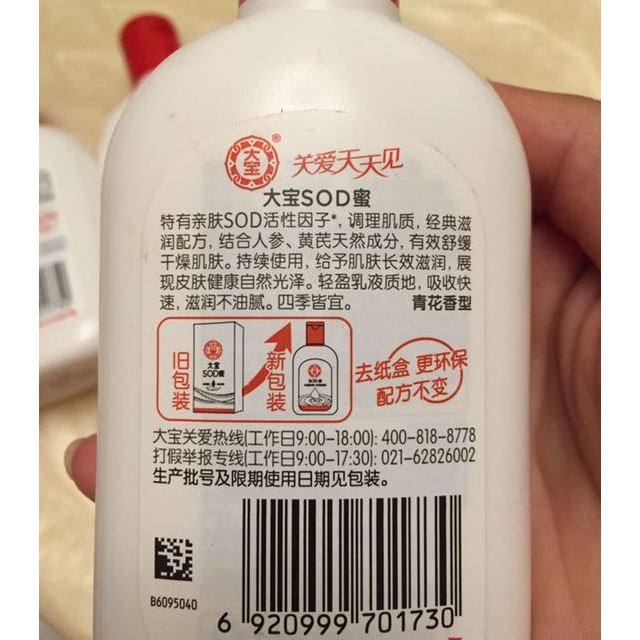 大宝® 关爱天天见
大宝SOD蜜
特有亲肤SOD活性因子*, 调理肌质, 经典滋
润配方, 结合人参、黄芪天然成分, 有效舒缓
干燥肌肤。持续使用, 给予肌肤长效滋润, 展
现皮肤健康自然光泽。轻盈乳液质地, 吸收快
速, 滋润不油腻。四季皆宜。 青花香型
旧包装
大宝
SOD蜜
新包装
SOD蜜
去纸盒 更环保
配方不变
大宝关爱热线(工作日9:00-18:00): 400-818-8778
打假举报专线(工作日9:00-17:30): 021-62826002
生产批号及限期使用日期见包装。
B6095040
6 920999 701730